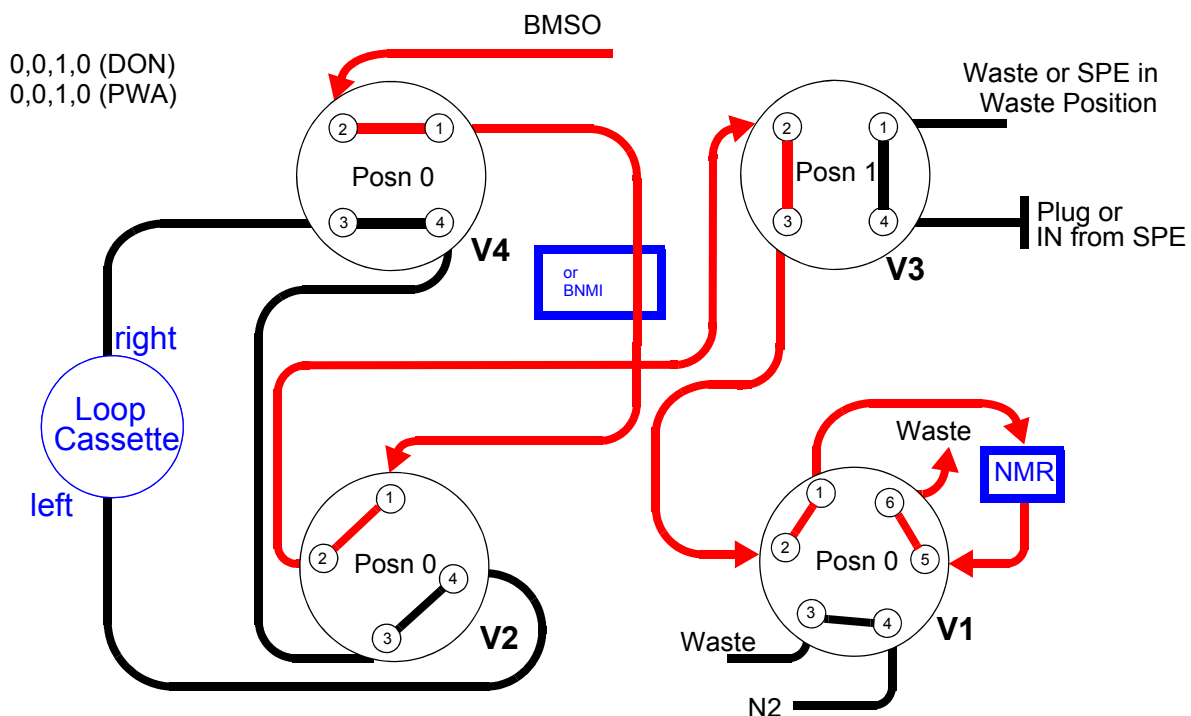 BMSO
0,0,1,0 (DON)
0,0,1,0 (PWA)
Waste or SPE in
Waste Position
2
1
Posn 0
3
4
V4
2
1
Posn 1
3
4
V3
Plug or
IN from SPE
or
BNMI
right
Loop
Cassette
left
1
2
Posn 0
4
3
V2
Waste
NMR
1
6
2
5
Posn 0
3
4
V1
Waste
N2